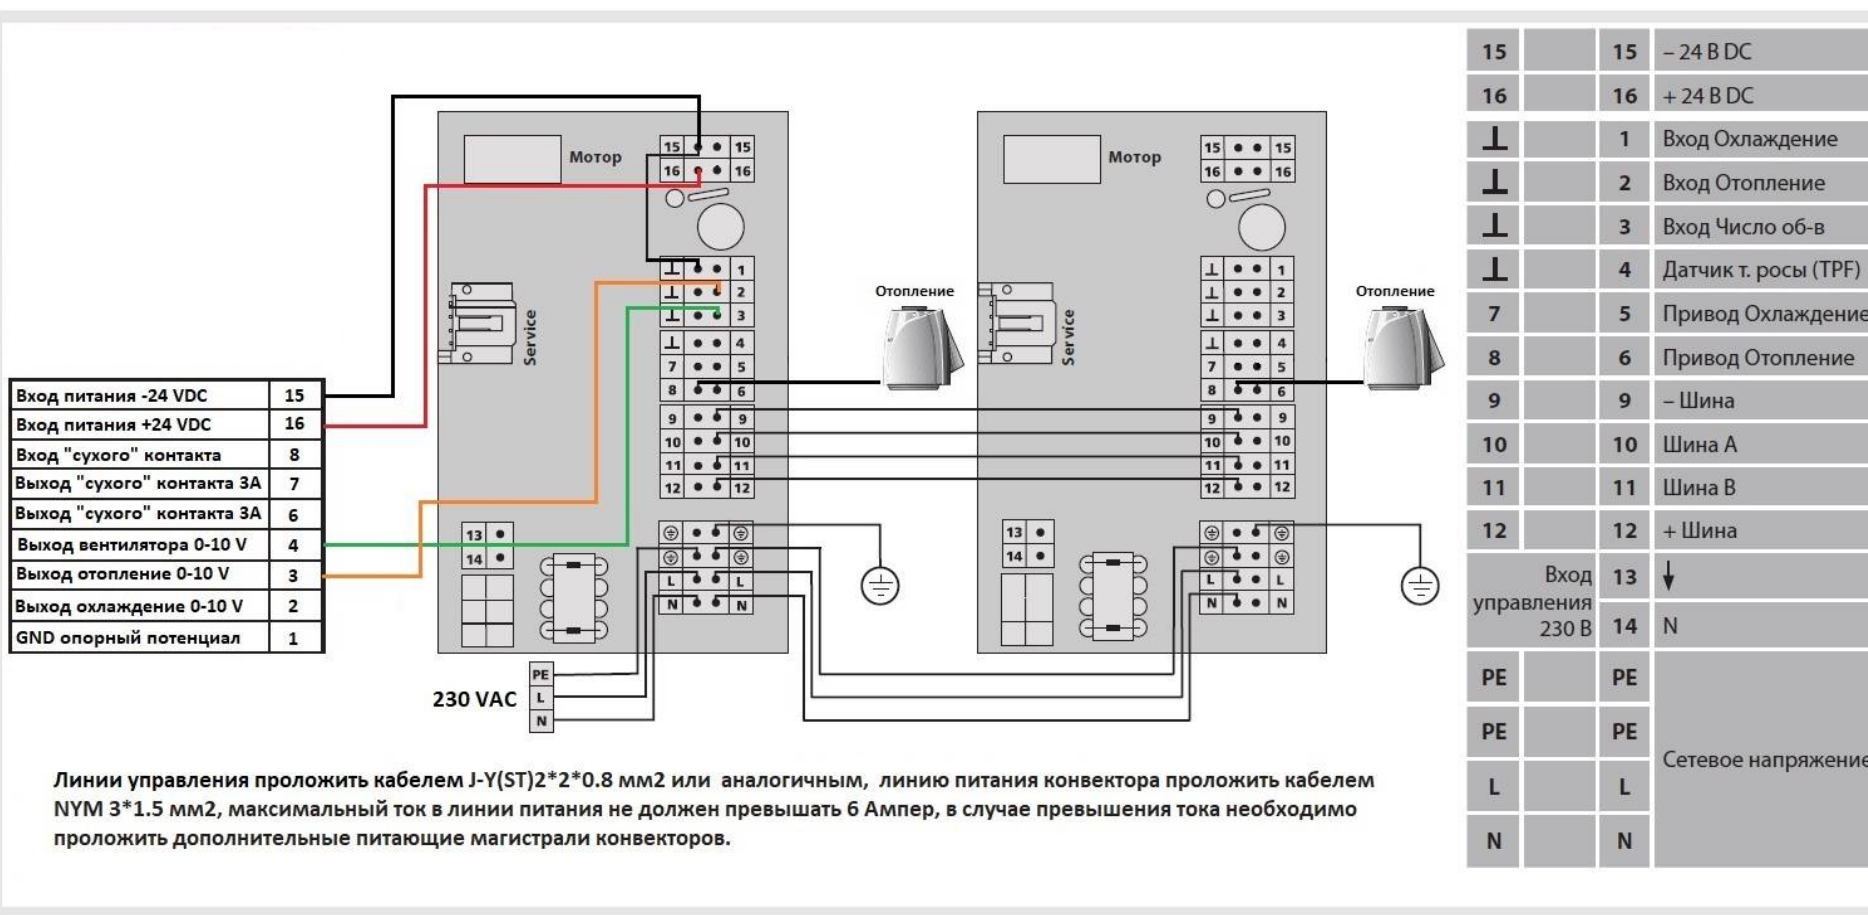 Мотор
15 15
16 16
⊥ 1
⊥ 2
⊥ 3
⊥ 4
7 5
8 6
9 9
10 10
11 11
12 12
Service
13
14
L L
N N
Отопление
Мотор
15 15
16 16
⊥ 1
⊥ 2
⊥ 3
⊥ 4
7 5
8 6
9 9
10 10
11 11
12 12
Service
13
14
L L
N N
Отопление
Вход питания -24 VDC 15
Вход питания +24 VDC 16
Вход "сухого" контакта 8
Выход "сухого" контакта 3А 7
Выход "сухого" контакта 3А 6
Выход вентилятора 0-10 V 4
Выход отопление 0-10 V 3
Выход охлаждение 0-10 V 2
GND опорный потенциал 1
230 VAC
PE
L
N
Линии управления проложить кабелем J-Y(ST)2*2*0.8 мм2 или аналогичным, линию питания конвектора проложить кабелем
NYM 3*1.5 мм2, максимальный ток в линии питания не должен превышать 6 Ампер, в случае превышения тока необходимо
проложить дополнительные питающие магистрали конвекторов.
15 15 – 24 В DC
16 16 + 24 В DC
⊥ 1 Вход Охлаждение
⊥ 2 Вход Отопление
⊥ 3 Вход Число об-в
⊥ 4 Датчик т. росы (TPF)
7 5 Привод Охлаждение
8 6 Привод Отопление
9 9 – Шина
10 10 Шина А
11 11 Шина В
12 12 + Шина
Вход
управления
230 В
13 ↓
14 N
PE PE
PE PE
L L
N N
Сетевое напряжение